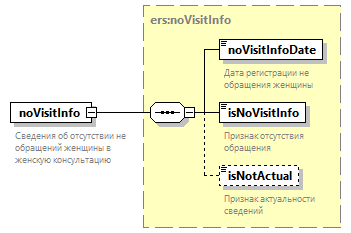 ers:noVisitInfo
noVisitInfoDate
Дата регистрации не
обращения женщины
noVisitInfo
Сведения об отсутствии не
обращений женщины в
женскую консультацию
isNoVisitInfo
Признак отсутствия
обращения
isNotActual
Признак актуальности
сведений